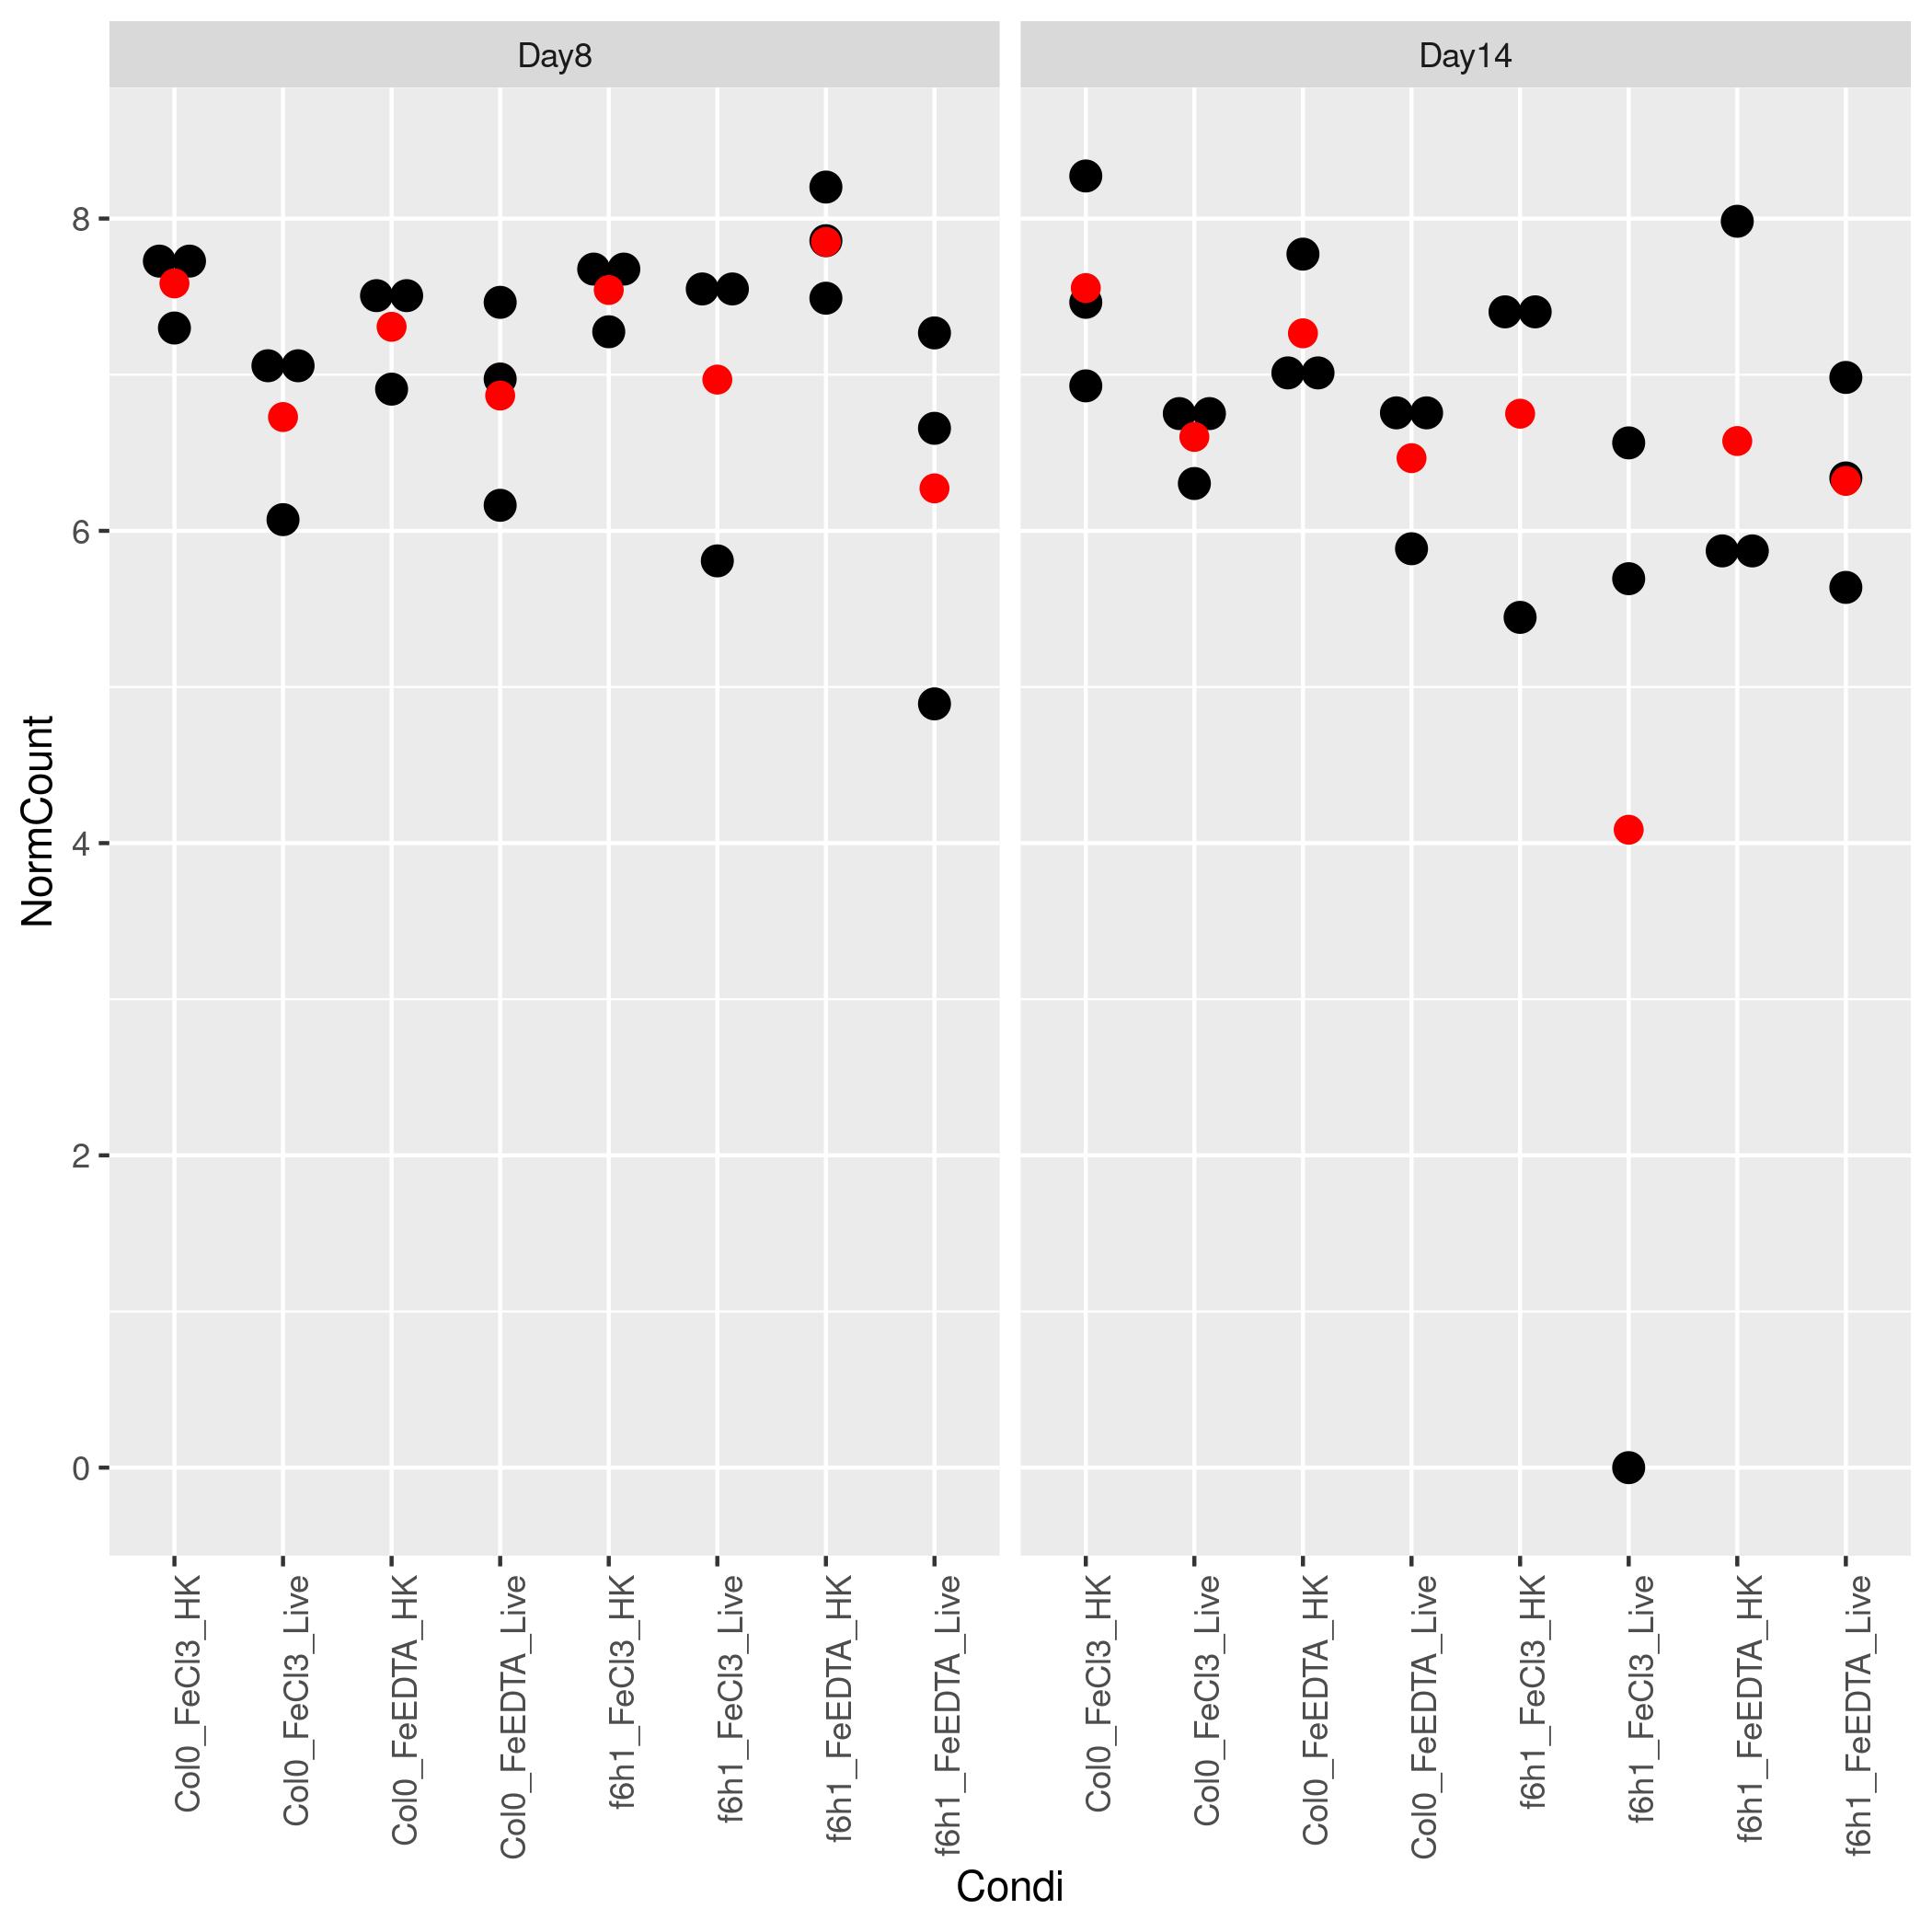 Day8
Day14
NormCount
8
6
4
2
0
Col0_FeCl3_HK
Col0_FeCl3_Live
Col0_FeEDTA_HK
Col0_FeEDTA_Live
f6h1_FeCl3_HK
f6h1_FeCl3_Live
f6h1_FeEDTA_HK
f6h1_FeEDTA_Live
Col0_FeCl3_HK
Col0_FeCl3_Live
Col0_FeEDTA_HK
Col0_FeEDTA_Live
f6h1_FeCl3_HK
f6h1_FeCl3_Live
f6h1_FeEDTA_HK
f6h1_FeEDTA_Live
Condi